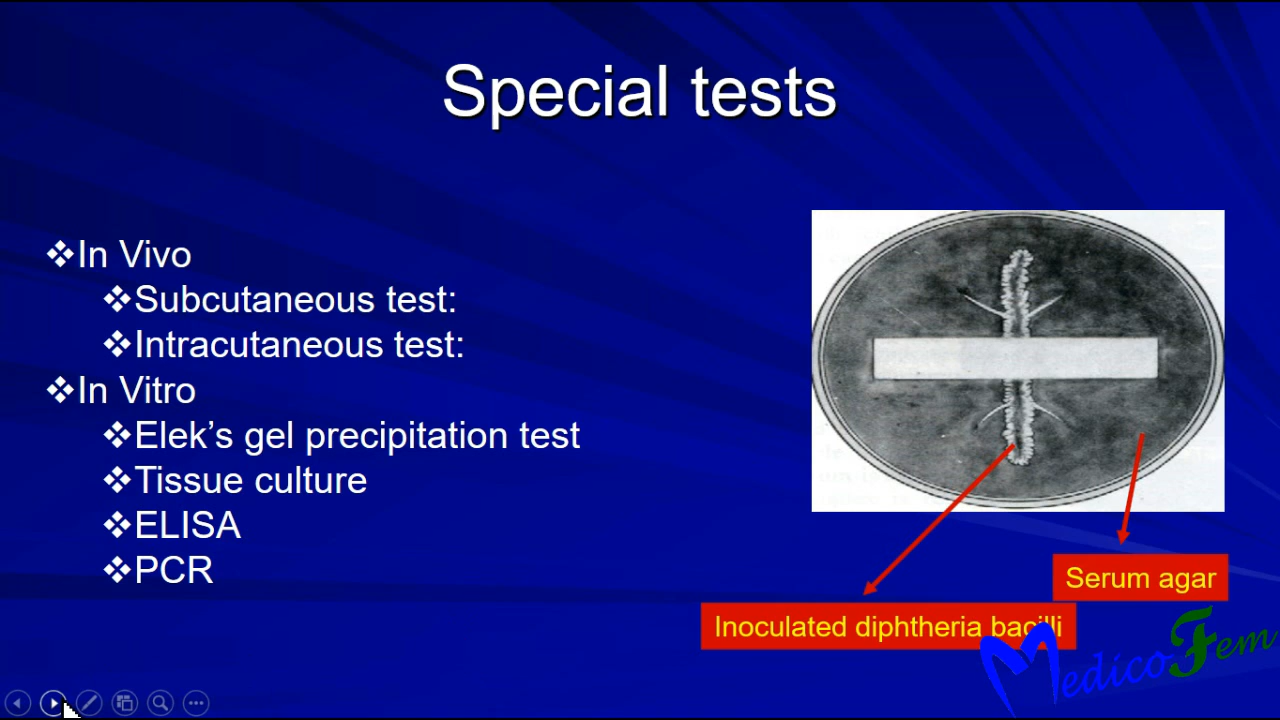 Special tests
❖In Vivo
❖Subcutaneous test:
❖Intracutaneous test:
❖In Vitro
❖Elek’s gel precipitation test
❖Tissue culture
❖ELISA
❖PCR
Serum agar
Inoculated diphtheria bacilli
MedicoFem